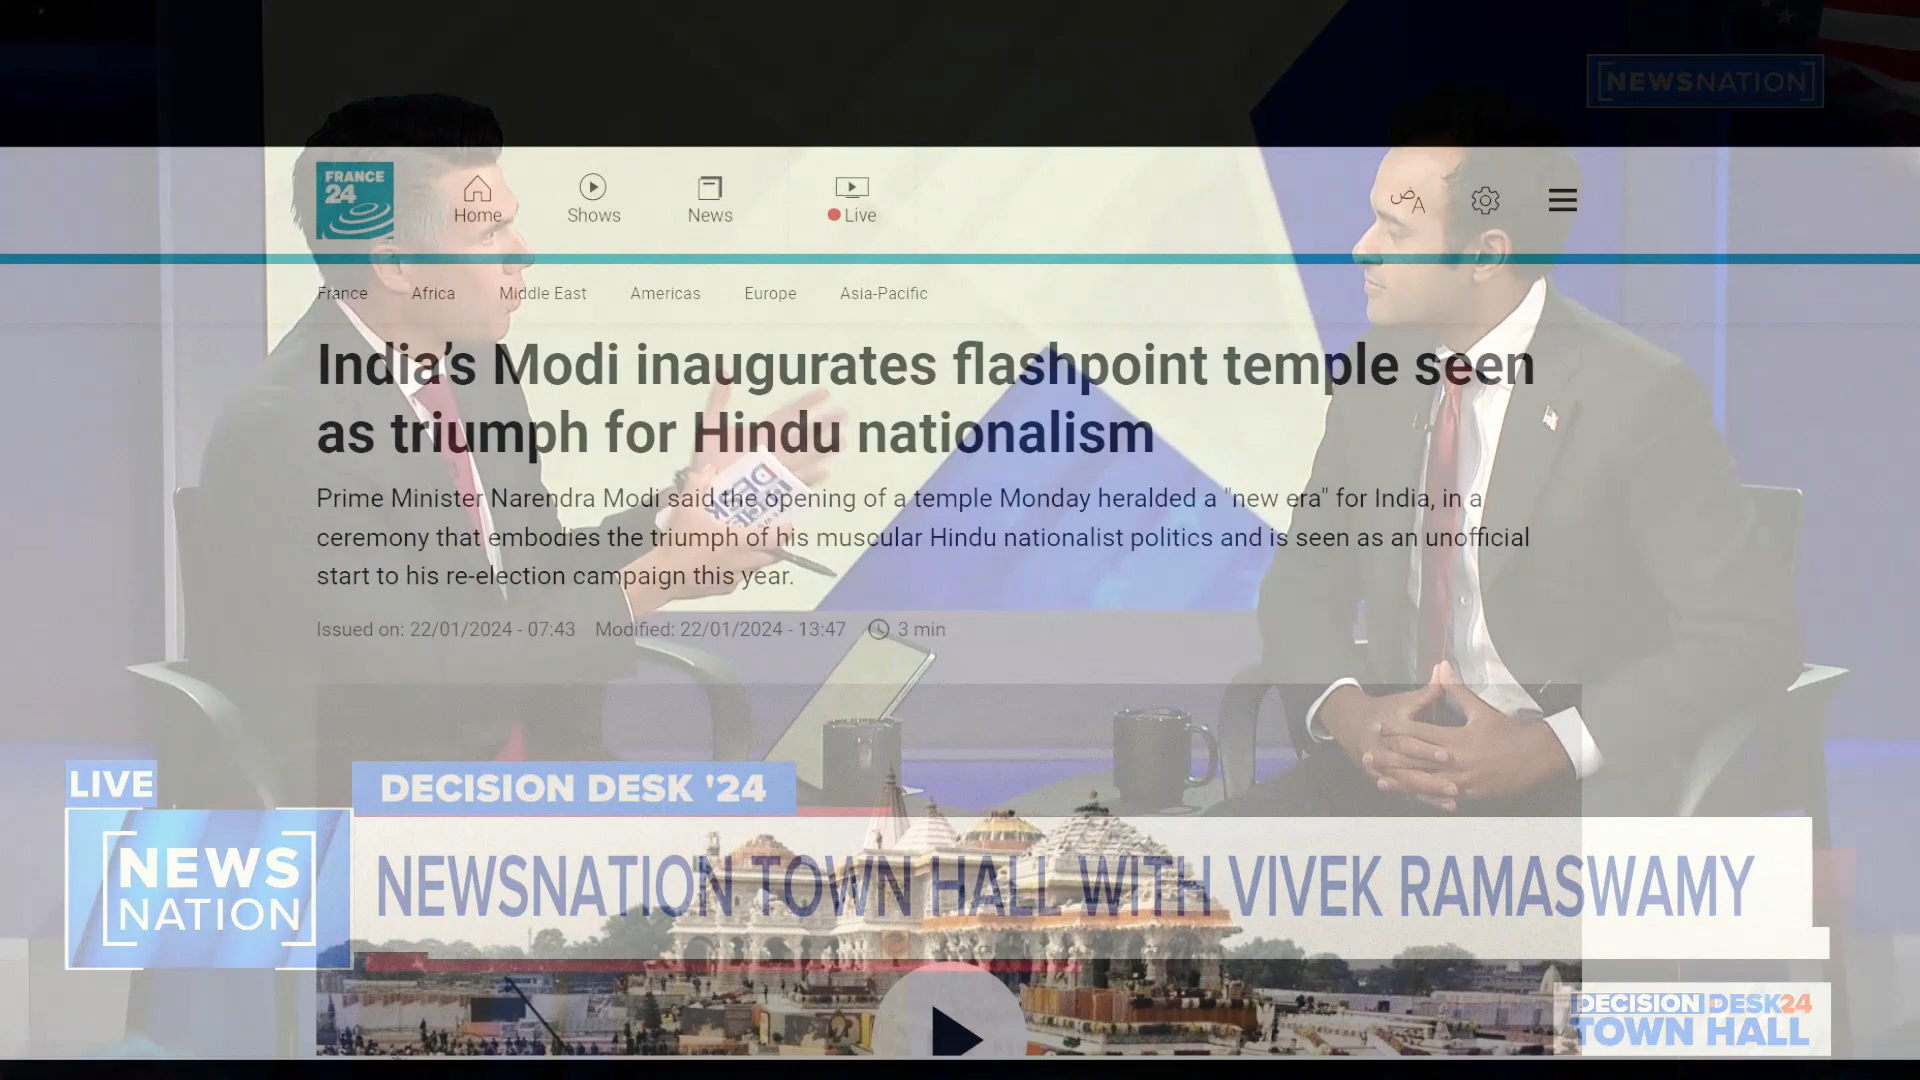 [NEWSNATION]
FRANCE
24
Home
Shows
News
Live
France
Africa
Middle East
Americas
Europe
Asia-Pacific
India's Modi inaugurates flashpoint temple seen
as triumph for Hindu nationalism
Prime Minister Narendra Modi said the opening of a temple Monday heralded a "new era" for India, in a
ceremony that embodies the triumph of his muscular Hindu nationalist politics and is seen as an unofficial
start to his re-election campaign this year.
Issued on: 22/01/2024 - 07:43
Modified: 22/01/2024 - 13:47
3 min
LIVE
DECISION DESK '24
NEWS
NATION
NEWSNATION TOWN HALL WITH VIVEK RAMASWAMY
DECISION DESK24
TOWN HALL